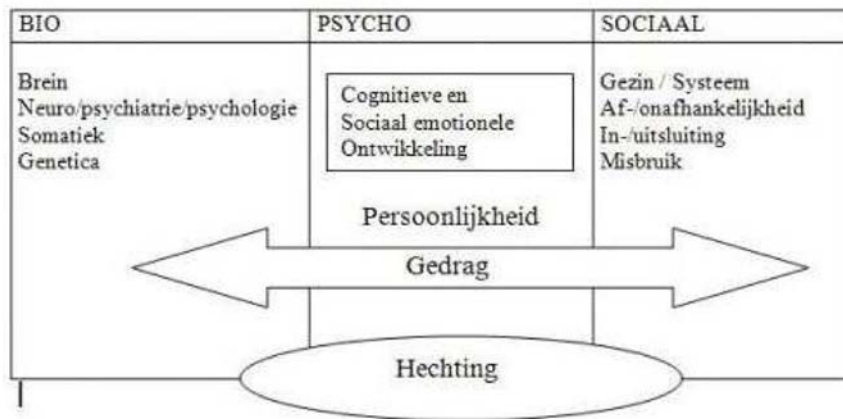 BIO
PSYCHO
SOCIAAL
Brein
Neuro/psychiatrie/psychologie
Somatiek
Genetica
Cognitieve en
Sociaal emotionele
Ontwikkeling
Gezin / Systeem
Af-/onafhankelijkheid
In-/uitsluiting
Misbruik
Persoonlijkheid
Gedrag
Hechting